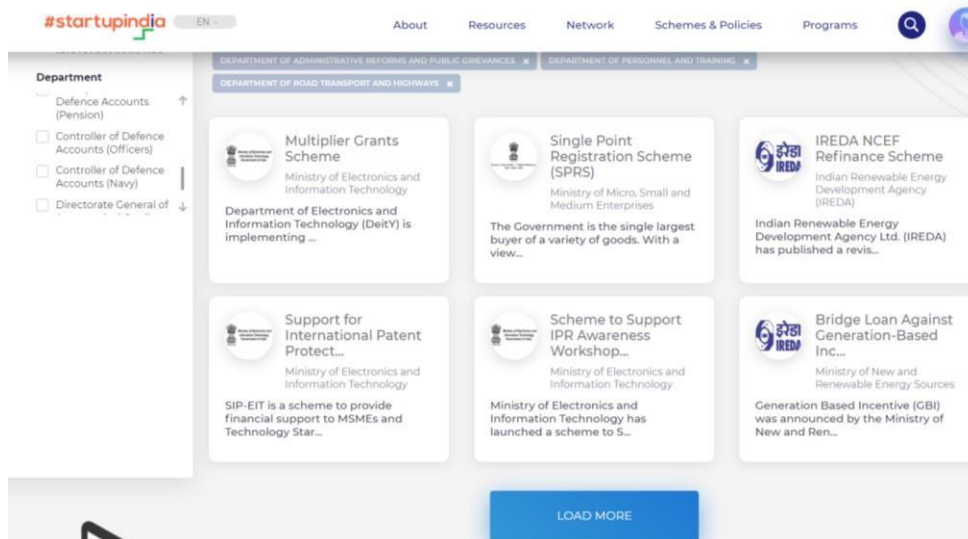 #startupindia
EN
About Resources Network Schemes & Policies Programs
Department
Defence Accounts
(Pension)
Controller of Defence
Accounts (Officers)
Controller of Defence
Accounts (Navy)
Directorate General of
DEPARTMENT OF ADMINISTRATIVE REFORMS AND PUBLIC GRIEVANCES x DEPARTMENT OF PERSONNEL AND TRAINING x
DEPARTMENT OF ROAD TRANSPORT AND HIGHWAYS x
Multiplier Grants
Scheme
Ministry of Electronics and
Information Technology
Department of Electronics and
Information Technology (DeitY) is
implementing ...
Single Point
Registration Scheme
(SPRS)
Ministry of Micro, Small and
Medium Enterprises
The Government is the single largest
buyer of a variety of goods. With a
view...
इरेडा
IREDA
IREDA NCEF
Refinance Scheme
Indian Renewable Energy
Development Agency
(IREDA)
Indian Renewable Energy
Development Agency Ltd. (IREDA)
has published a revis...
Support for
International Patent
Protect...
Ministry of Electronics and
Information Technology
SIP-EIT is a scheme to provide
financial support to MSMEs and
Technology Star...
Scheme to Support
IPR Awareness
Workshop...
Ministry of Electronics and
Information Technology
Ministry of Electronics and
Information Technology has
launched a scheme to S...
इरेडा
IREDA
Bridge Loan Against
Generation-Based
Inc...
Ministry of New and
Renewable Energy Sources
Generation Based Incentive (GBI)
was announced by the Ministry of
New and Ren...
LOAD MORE